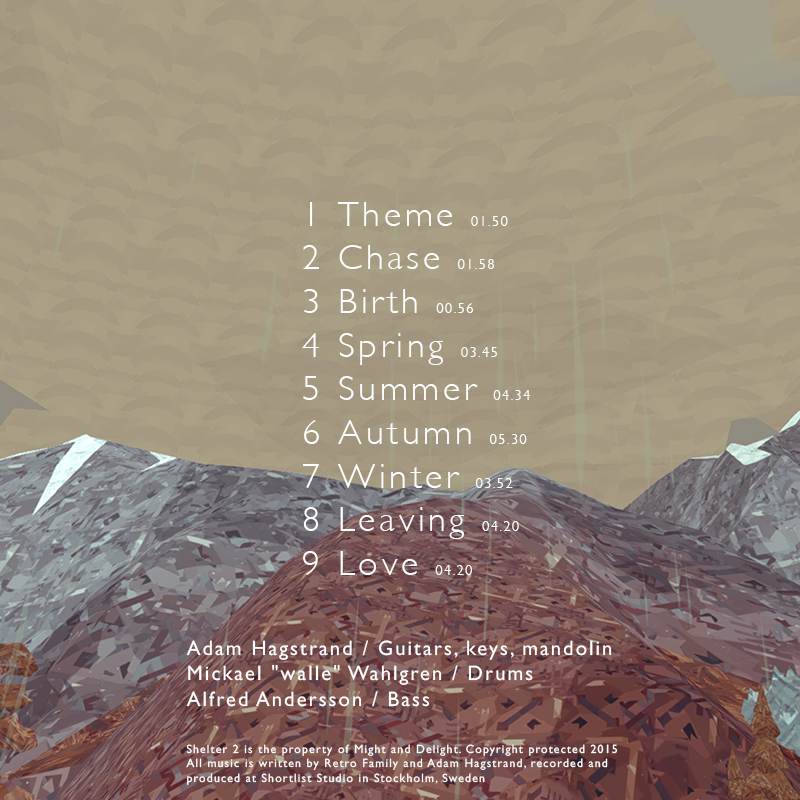 1 Theme 01.50
2 Chase 01.58
3 Birth 00.56
4 Spring 03.45
5 Summer 04.34
6 Autumn 05.30
7 Winter 03.52
8 Leaving 04.20
9 Love 04.20
Adam Hagstrand / Guitars, keys, mandolin
Mickael "walle" Wahlgren / Drums
Alfred Andersson / Bass
Shelter 2 is the property of Might and Delight. Copyright protected 2015
All music is written by Retro Family and Adam Hagstrand, recorded and
produced at Shortlist Studio in Stockholm, Sweden